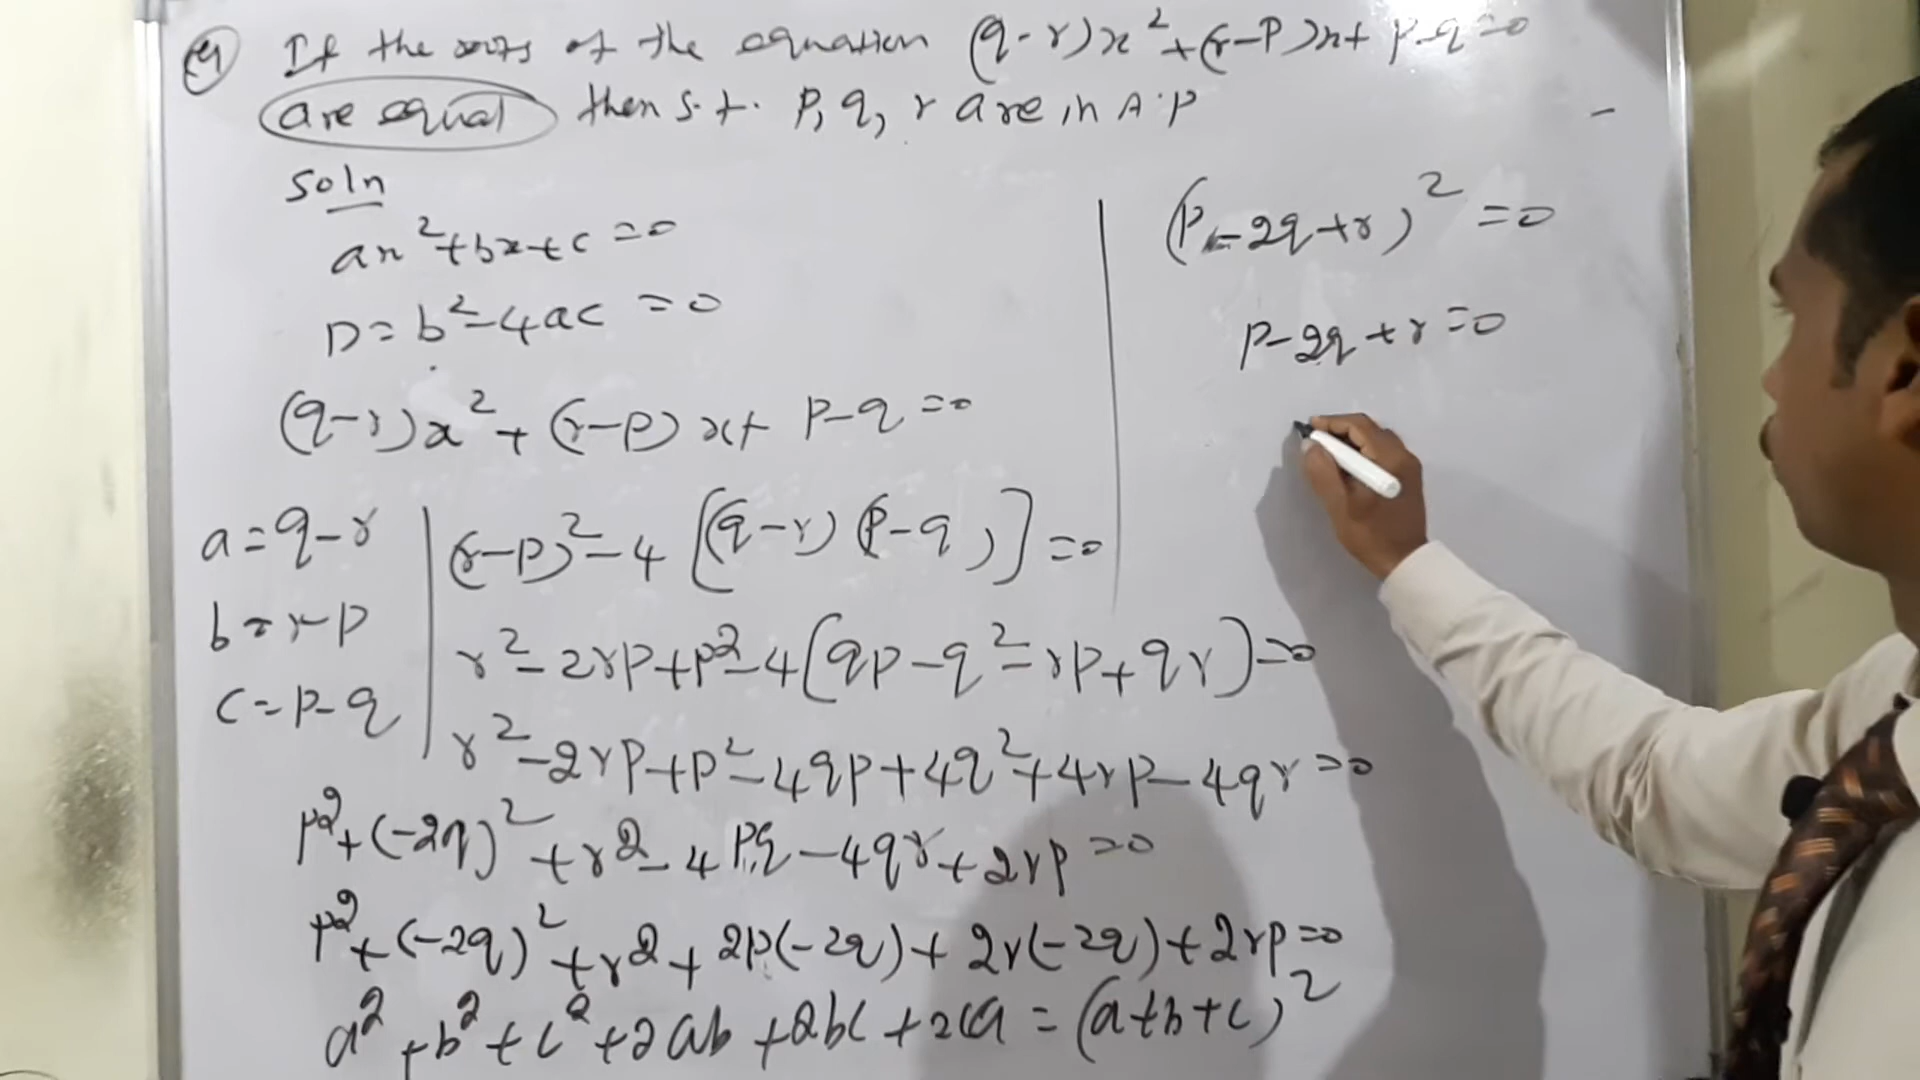 Q If the roots of the equation (q-r)x²+(r-p)x+p-q=0
are equal then s.t. p, q, r are in A.P
Soln
ax²+bx+c=0
D=b²-4ac=0
(q-r)x²+(r-p)x+p-q=0
a=q-r
b=r-p
c=p-q
(r-p)²-4[(q-r)(p-q)]=0
r²-2rp+p²-4(qp-q²-rp+qr)=0
r²-2rp+p²-4qp+4q²+4rp-4qr=0
p²+(-2q)²+r²-4pq-4qr+2rp=0
p²+(-2q)²+r²+2p(-2q)+2r(-2q)+2rp=0
a²+b²+c²+2ab+2bc+2ca=(a+b+c)²
(p-2q+r)²=0
p-2q+r=0